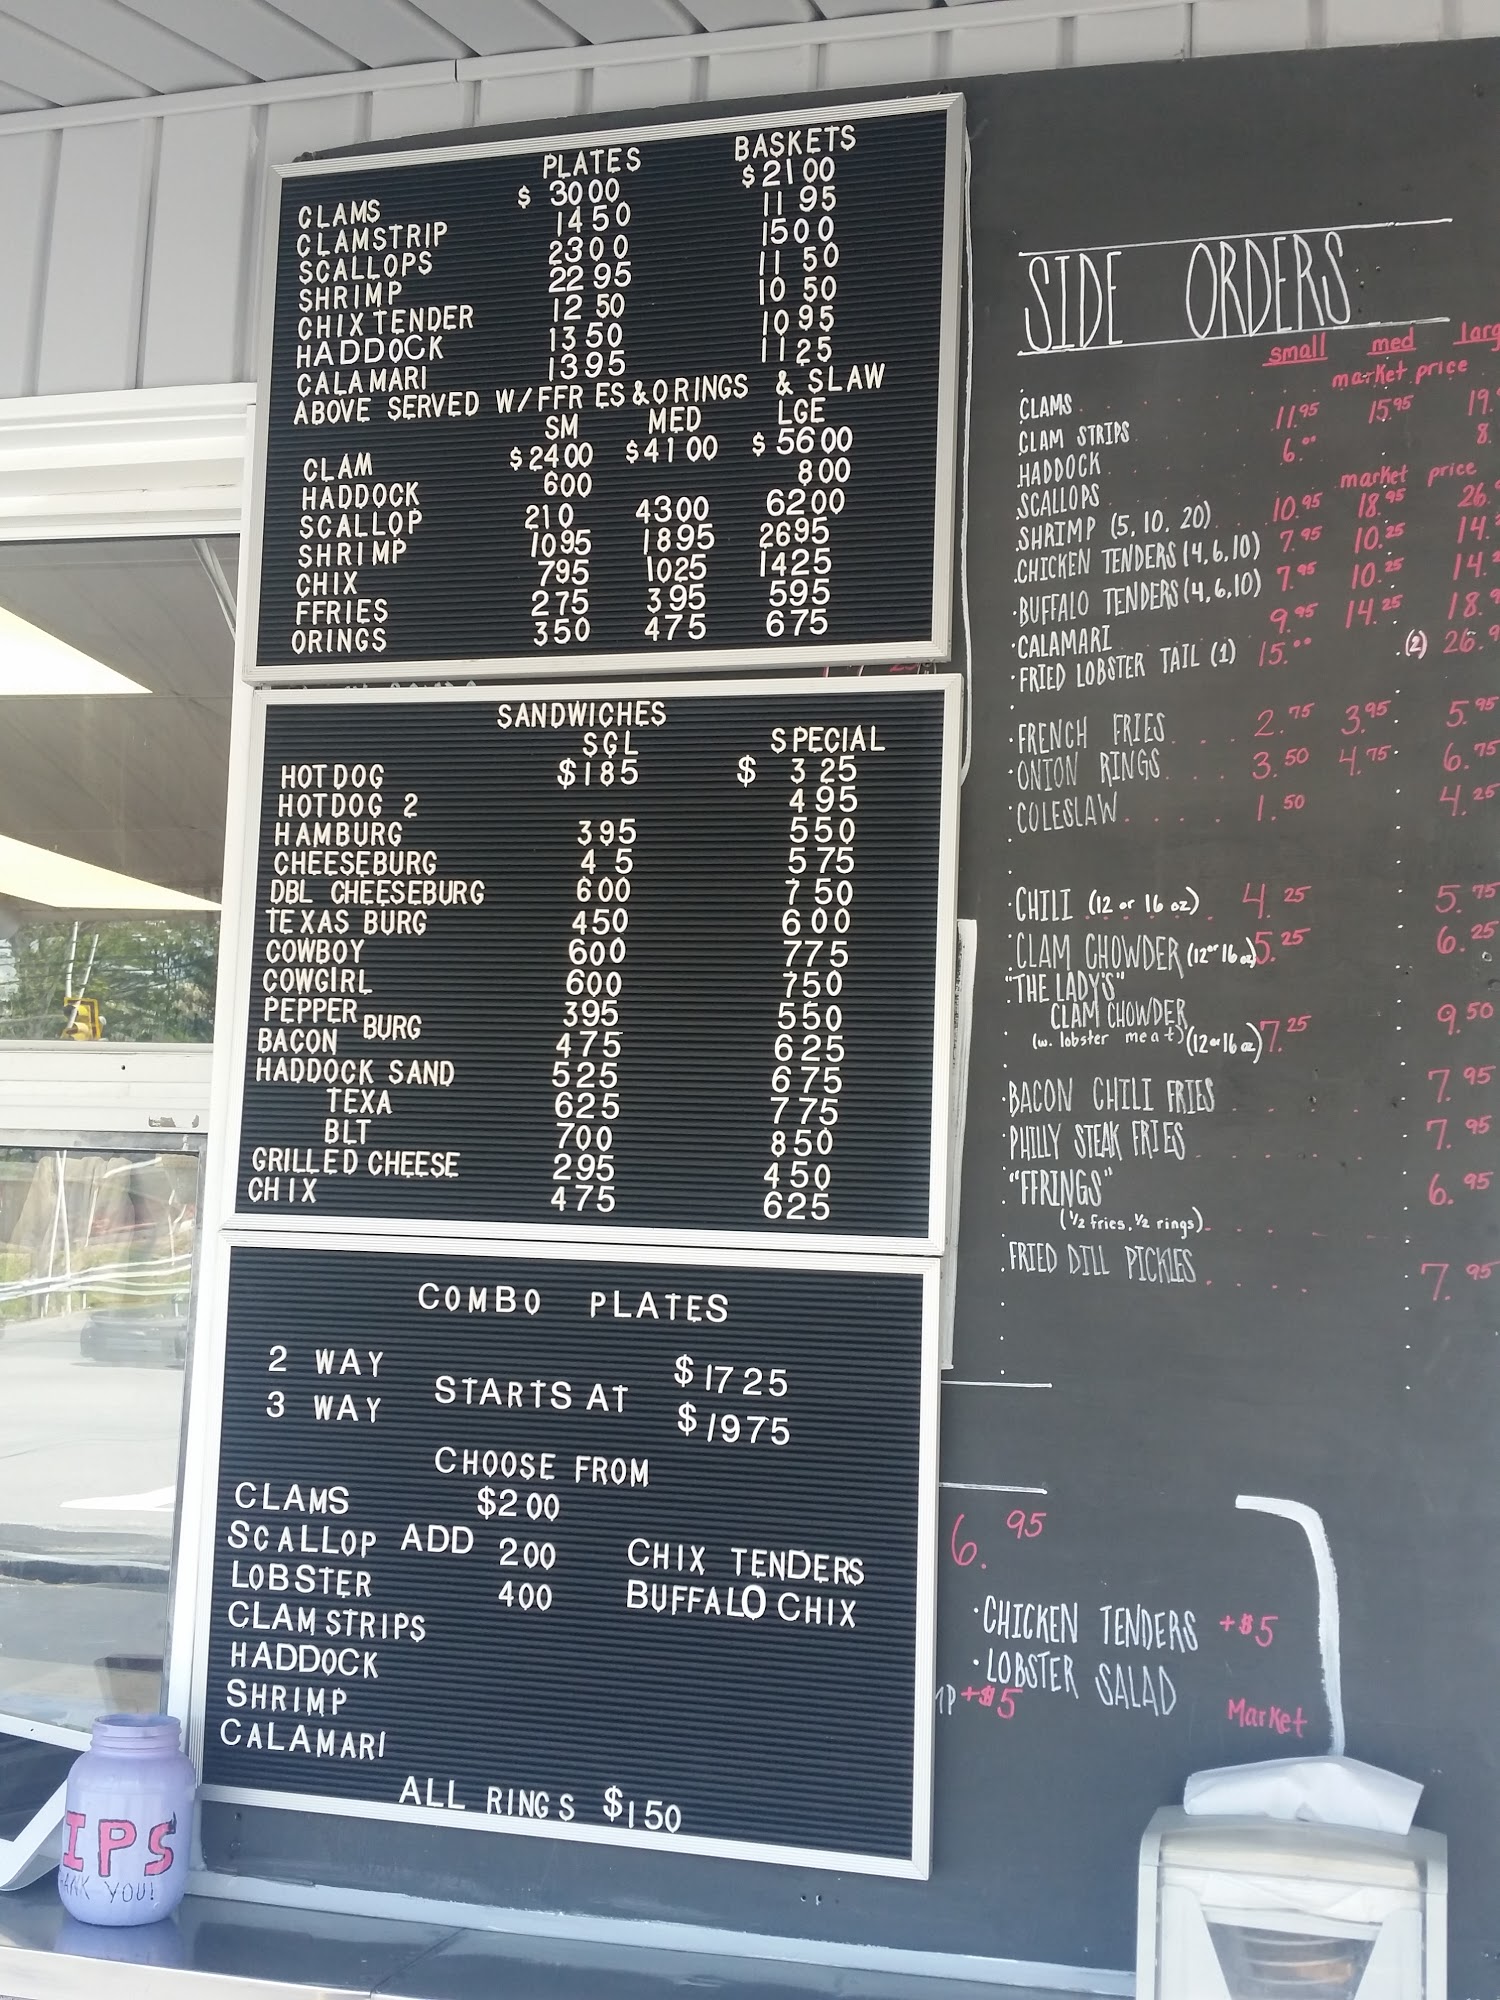 PLATES BASKETS
CLAMS $ 3000 $2100
CLAMSTRIP 1450 11 95
SCALLOPS 2300 1500
SHRIMP 22 95 11 50
CHIX TENDER 12 50 10 50
HADDOCK 1350 1095
CALAMARI 1395 1125
ABOVE SERVED W/FFR ES & O RINGS & SLAW
SM MED LGE
CLAM $2400 $4100 $5600
HADDOCK 600 800
SCALLOP 210 4300 6200
SHRIMP 1095 1895 2695
CHIX 795 1025 1425
FFRIES 275 395 595
ORINGS 350 475 675
SANDWICHES
SGL SPECIAL
HOTDOG $185 $ 325
HOTDOG 2 495
HAMBURG 395 550
CHEESEBURG 4 5 575
DBL CHEESEBURG 600 750
TEXAS BURG 450 600
COWBOY 600 775
COWGIRL 600 750
PEPPER 395 550
BURG
BACON 475 625
HADDOCK SAND 525 675
TEXA 625 775
BLT 700 850
GRILLED CHEESE 295 450
CHIX 475 625
COMBO PLATES
2 WAY $1725
STARTS AT
3 WAY $1975
CHOOSE FROM
CLAMS $200
SCALLOP ADD 200 CHIX TENDERS
LOBSTER 400 BUFFALO CHIX
CLAM STRIPS
HADDOCK
SHRIMP
CALAMARI
ALL RINGS $150
SIDE ORDERS
small med
CLAMS market price
CLAM STRIPS 11.95 15.95
HADDOCK 6.00
SCALLOPS market price
SHRIMP (5, 10, 20) 10.95 18.95
CHICKEN TENDERS (4,6,10) 7.95 10.25
BUFFALO TENDERS (4,6,10) 7.95 10.25
CALAMARI 9.95 14.25
FRIED LOBSTER TAIL (1) 15.00 (2)
FRENCH FRIES 2.75 3.95 5.95
ONION RINGS 3.50 4.75 6.75
COLESLAW 1.50 4.25
CHILI (12 or 16 oz) 4.25 5.75
CLAM CHOWDER (12 or 16 oz) 5.25 6.25
"THE LADY'S"
CLAM CHOWDER
(w. lobster meat) (12 or 16 oz) 7.25 9.50
BACON CHILI FRIES 7.95
PHILLY STEAK FRIES 7.95
"FFRINGS" 6.95
(1/2 fries, 1/2 rings)
FRIED DILL PICKLES 7.95
6.95
CHICKEN TENDERS +$5
LOBSTER SALAD Market
+$5
IPS
ANK YOU!